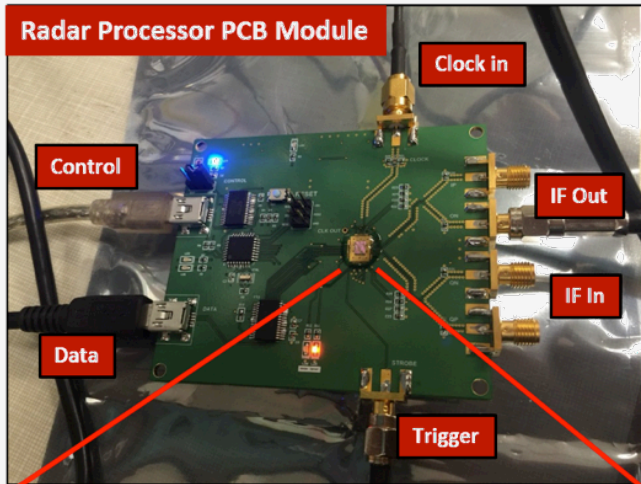 Radar Processor PCB Module
Clock in
Control
IF Out
IF In
Data
Trigger
CLOCK
CONTROL
CLK OUT
DATA
STROBE